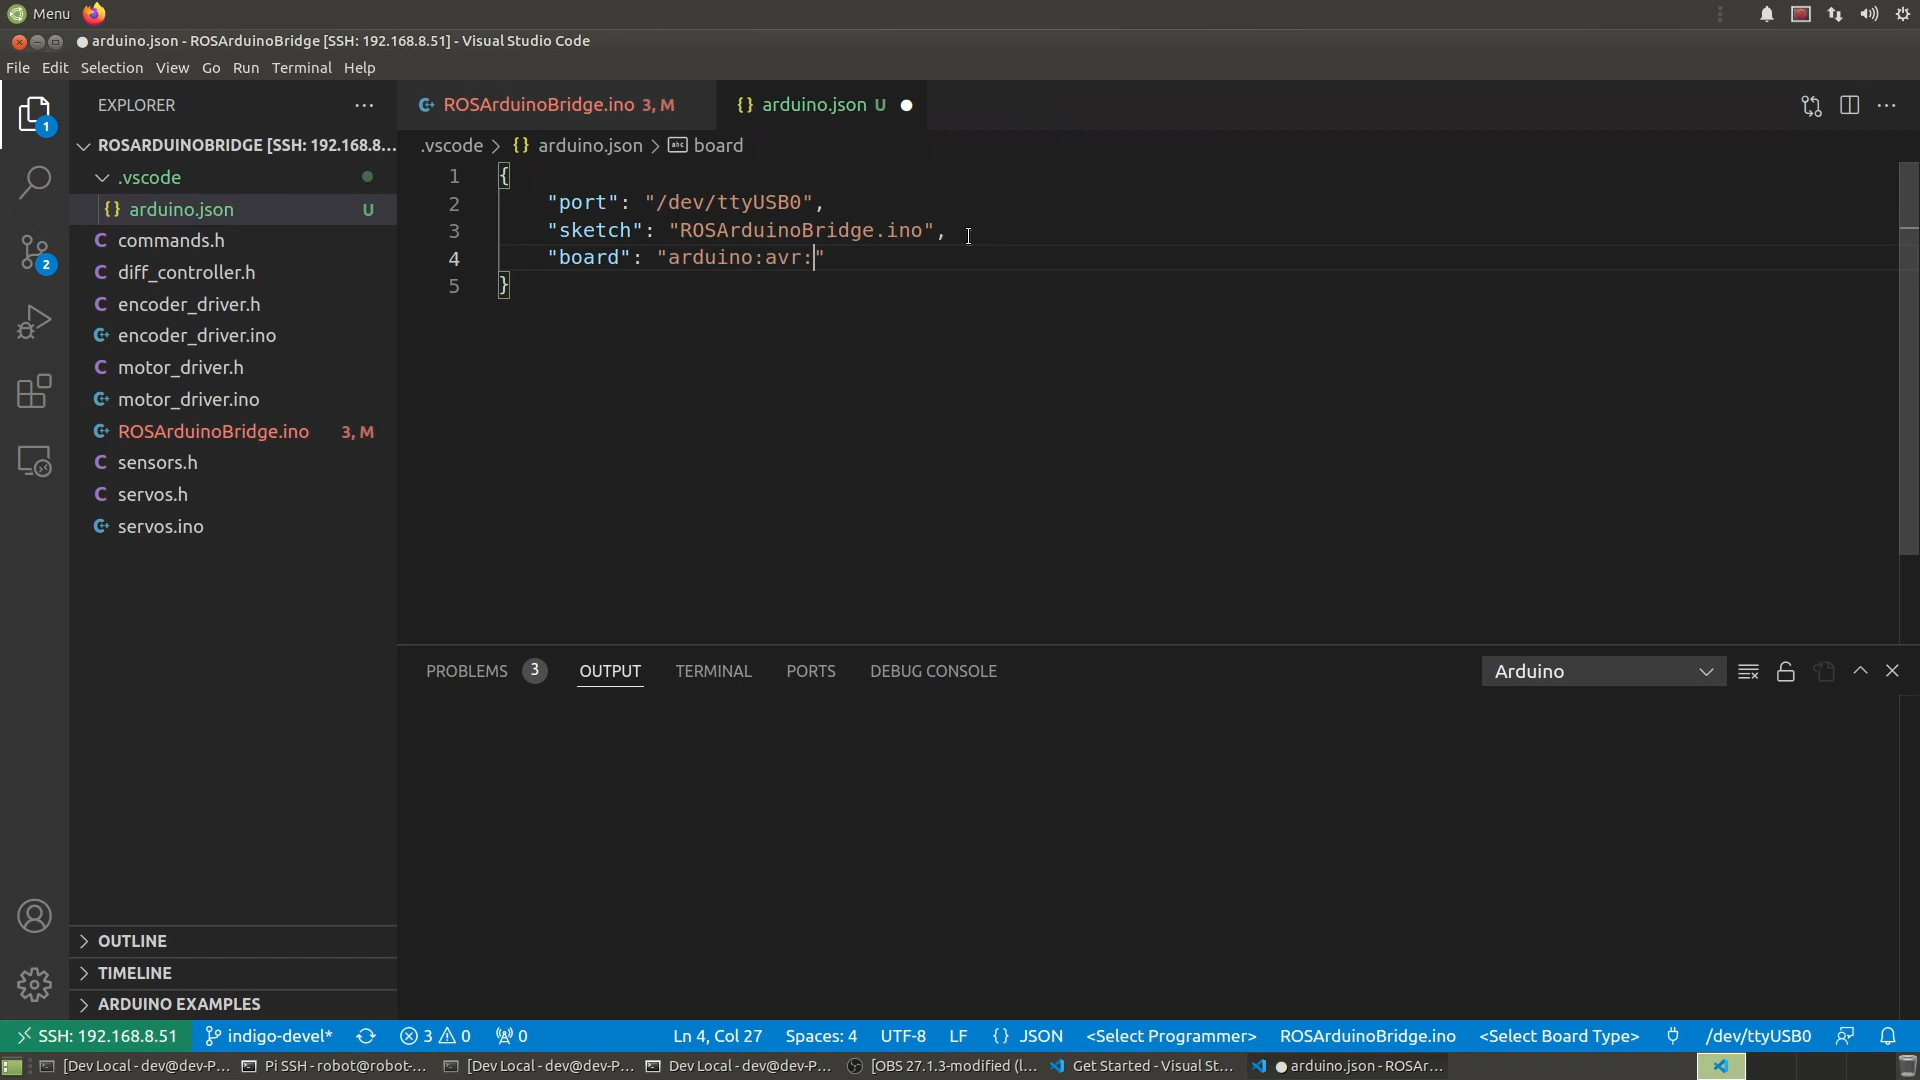 Menu
arduino.json - ROSArduinoBridge [SSH: 192.168.8.51] - Visual Studio Code
File Edit Selection View Go Run Terminal Help
EXPLORER
ROSARDUINOBRIDGE [SSH: 192.168.8...
.vscode
{} arduino.json U
C commands.h
C diff_controller.h
C encoder_driver.h
encoder_driver.ino
C motor_driver.h
motor_driver.ino
ROSArduinoBridge.ino 3, M
C sensors.h
C servos.h
servos.ino
OUTLINE
TIMELINE
ARDUINO EXAMPLES
1
2
ROSArduinoBridge.ino 3, M {} arduino.json U
.vscode > {} arduino.json > abc board
1 {
2 "port": "/dev/ttyUSB0",
3 "sketch": "ROSArduinoBridge.ino",
4 "board": "arduino:avr:"
5 }
PROBLEMS 3 OUTPUT TERMINAL PORTS DEBUG CONSOLE Arduino
SSH: 192.168.8.51 indigo-devel* 3 0 0 Ln 4, Col 27 Spaces: 4 UTF-8 LF {} JSON <Select Programmer> ROSArduinoBridge.ino <Select Board Type> /dev/ttyUSB0
[Dev Local - dev@dev-P... Pi SSH - robot@robot-... [Dev Local - dev@dev-P... Dev Local - dev@dev-P... [OBS 27.1.3-modified (l... Get Started - Visual St... arduino.json - ROSAr...